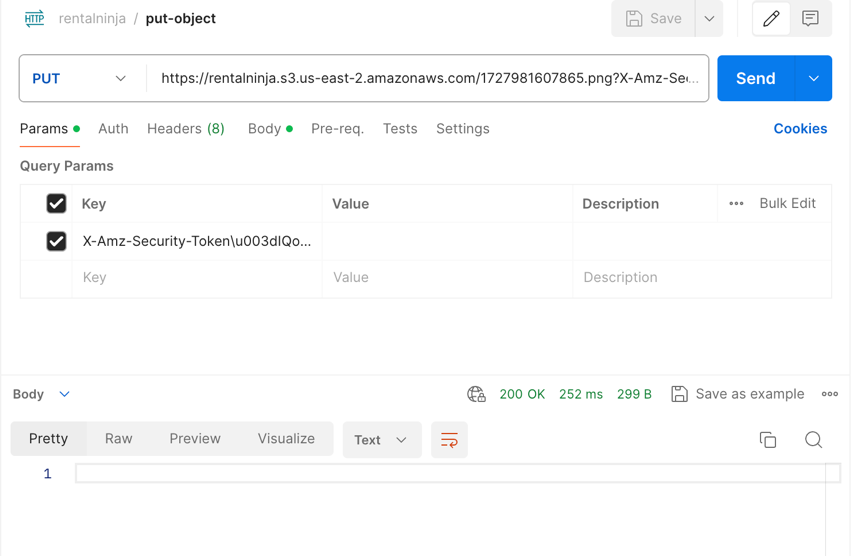 HTTP rentalninja / put-object Save
PUT https://rentalninja.s3.us-east-2.amazonaws.com/1727981607865.png?X-Amz-Sec... Send
Params Auth Headers (8) Body Pre-req. Tests Settings Cookies
Query Params
Key Value Description Bulk Edit
X-Amz-Security-Token\u003dIQo...
Key Value Description
Body 200 OK 252 ms 299 B Save as example
Pretty Raw Preview Visualize Text
1